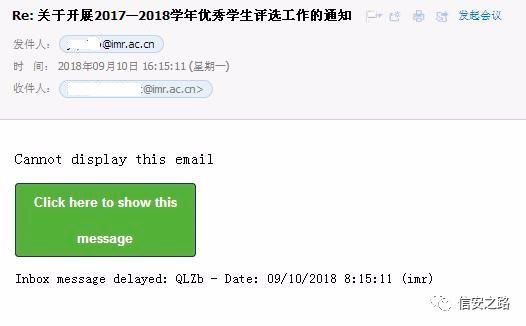 Re: 关于开展2017—2018学年优秀学生评选工作的通知 发起会议
发件人： @imr.ac.cn
时 间： 2018年09月10日 16:15:11 (星期一)
收件人： @imr.ac.cn>
Cannot display this email
Click here to show this
message
Inbox message delayed: QLZb - Date: 09/10/2018 8:15:11 (imr)
信安之路